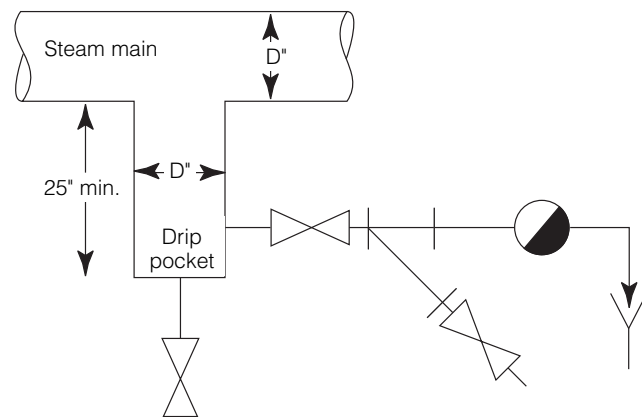 Steam main
D"
25" min.
D"
Drip
pocket